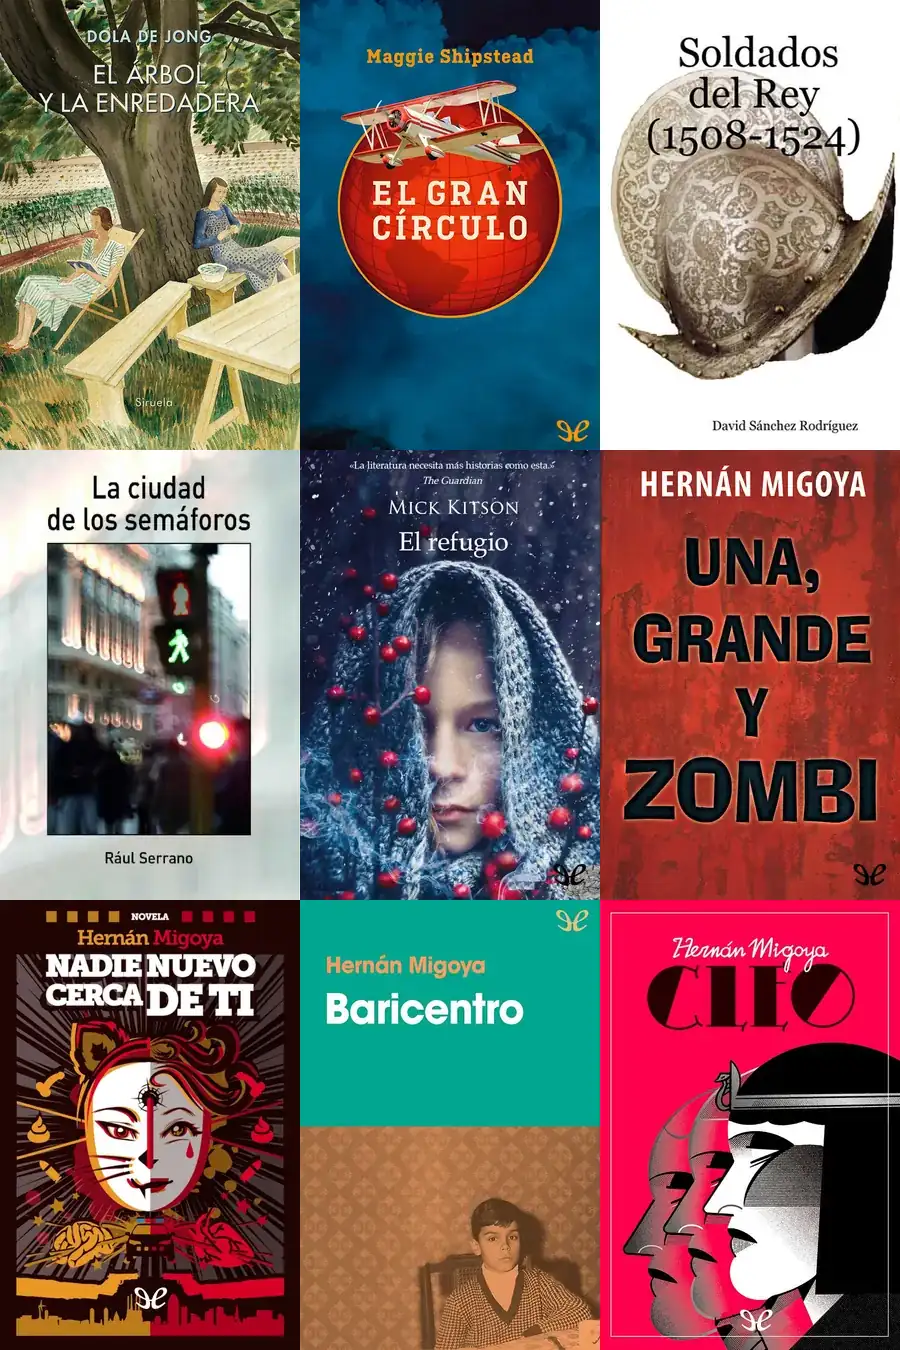 DOLA DE JONG
EL ÁRBOL
Y LA ENREDADERA
Siruela
Maggie Shipstead
EL GRAN
CÍRCULO
Soldados
del Rey
(1508-1524)
David Sánchez Rodríguez
La ciudad
de los semáforos
Rául Serrano
«La literatura necesita más historias como esta.»
The Guardian
MICK KITSON
El refugio
HERNÁN MIGOYA
UNA,
GRANDE
Y
ZOMBI
NOVELA
Hernán Migoya
NADIE NUEVO
CERCA DE TI
Hernán Migoya
Baricentro
Hernán Migoya
CLEO